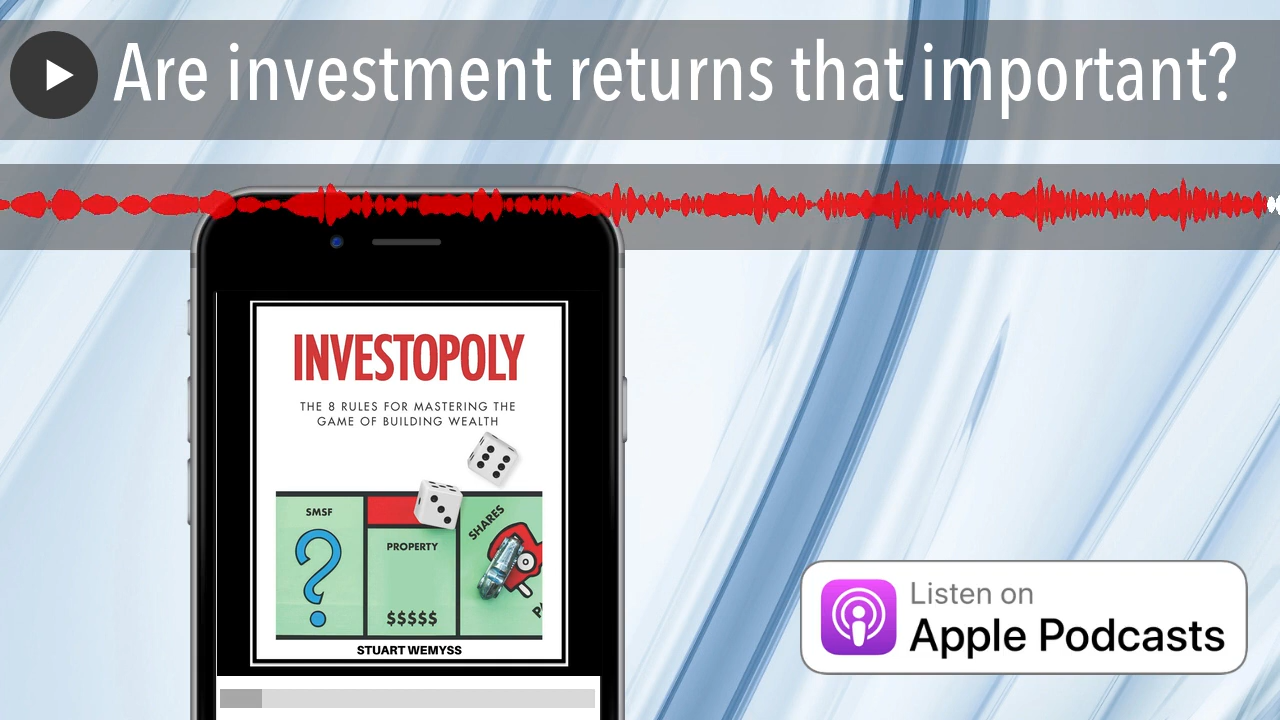 Are investment returns that important?
INVESTOPOLY
THE 8 RULES FOR MASTERING THE
GAME OF BUILDING WEALTH
SMSF
SHARES
PROPERTY
$$$$$
STUART WEMYSS
Listen on
Apple Podcasts